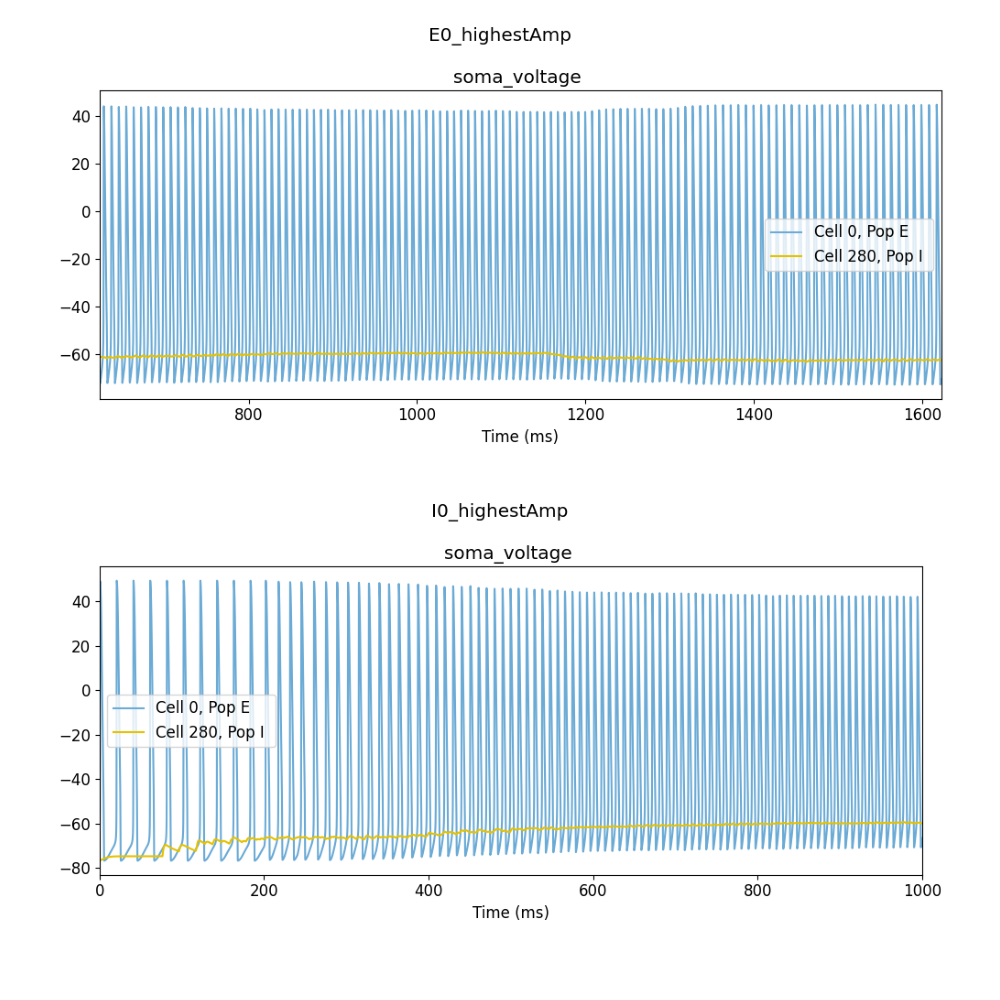 E0_highestAmp
soma_voltage
40
20
0
−20
−40
−60
Cell 0, Pop E
Cell 280, Pop I
800 1000 1200 1400 1600
Time (ms)
I0_highestAmp
soma_voltage
40
20
0
−20
−40
−60
−80
Cell 0, Pop E
Cell 280, Pop I
0 200 400 600 800 1000
Time (ms)